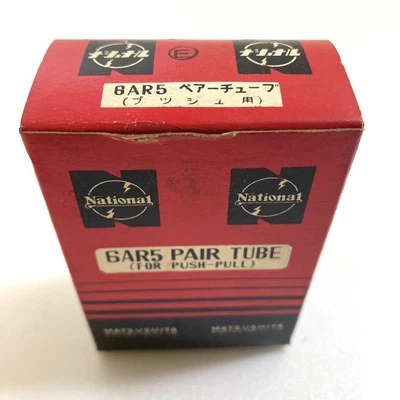 ナショナル
E
ナショナル
6AR5 ペアーチューブ
(プッシュ用)
National
National
6AR5 PAIR TUBE
(FOR PUSH-PULL)
MATSUSHITA
MATSUSHITA